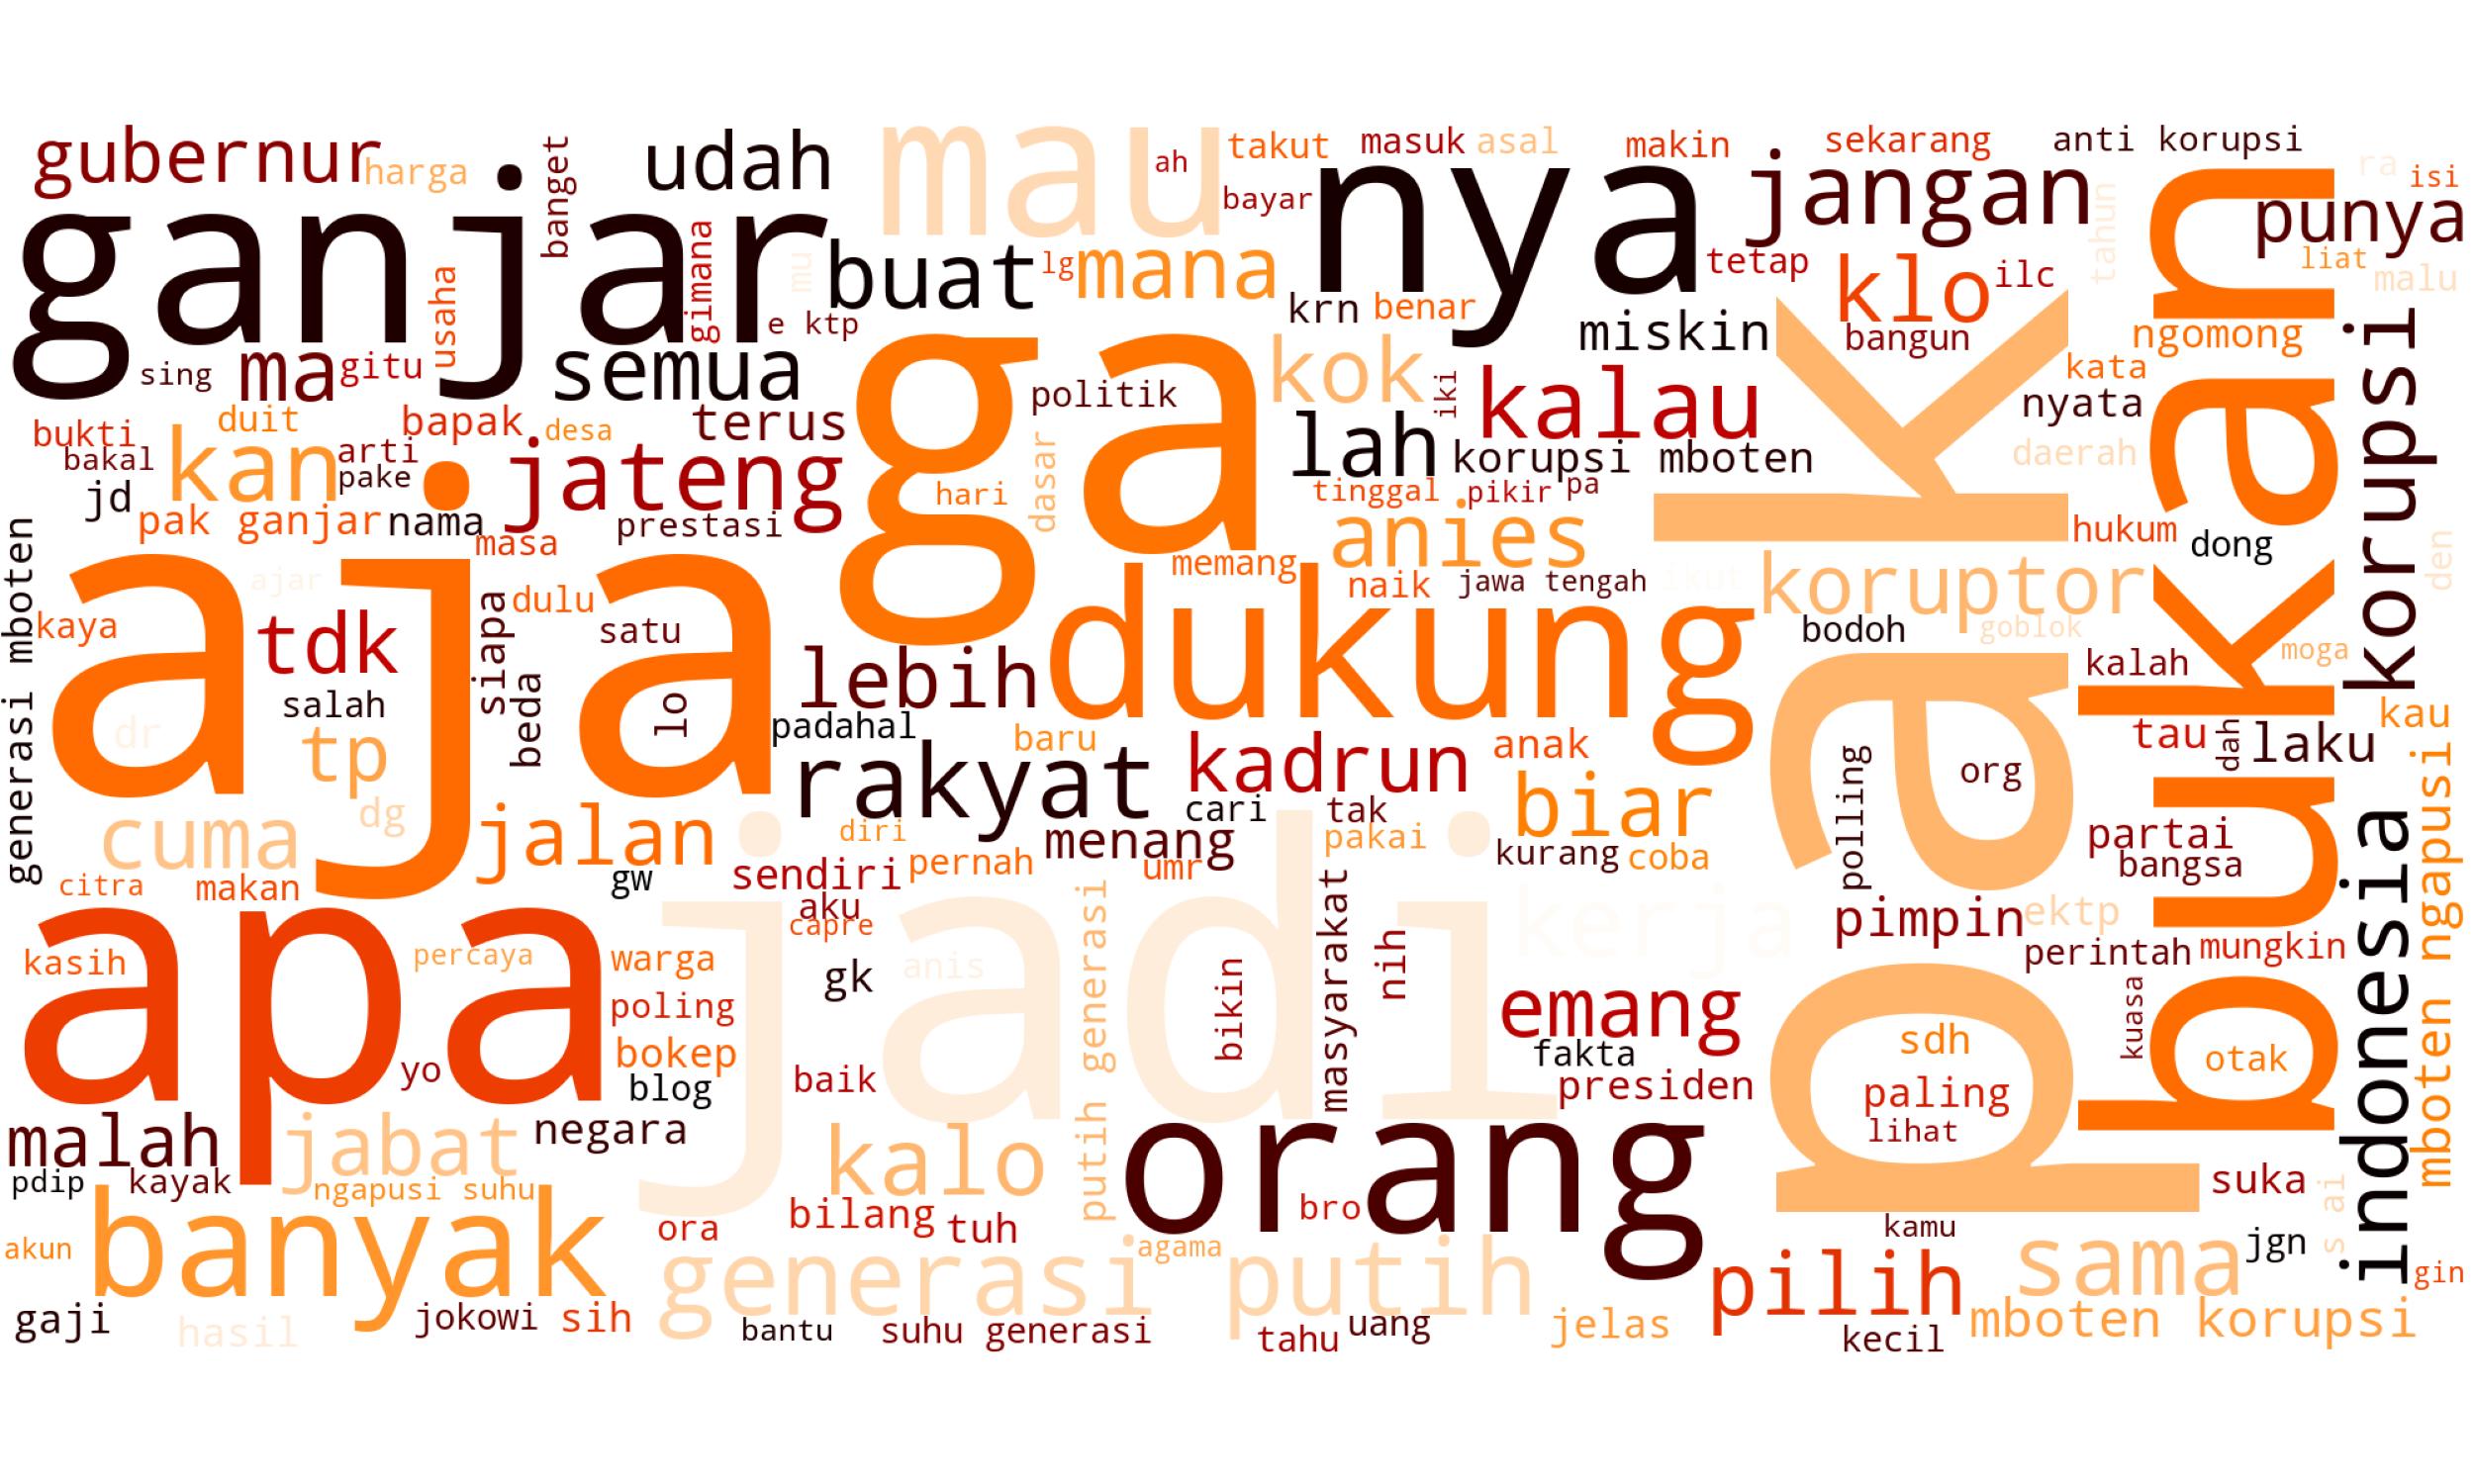 gubernur
harga
banget
udah
mau
ah
takut
masuk
asal
makin
sekarang
anti korupsi
ra
isi
ganjar
usaha
gimana
mu
buat
lg
mana
bayar
nya
jangan
tahun
punya
liat
malu
tetap
klo
ilc
krn
benar
miskin
bangun
ngomong
e ktp
sing
ma
gitu
semua
ga
politik
kok
iki
kalau
kata
nyata
pak
bukan
korupsi
bukti
duit
bapak
desa
terus
bakal
kan
arti
pake
jateng
hari
dasar
lah
korupsi mboten
daerah
jd
pak ganjar
nama
prestasi
tinggal
pikir
pa
masa
anies
hukum
dong
den
generasi mboten
ajar
aja
memang
naik
jawa tengah
koruptor
kaya
tdk
siapa
dulu
satu
dukung
bodoh
goblok
moga
salah
beda
lo
lebih
kalah
dr
tp
padahal
baru
kadrun
anak
tau
dah
laku
kau
polling
org
rakyat
biar
cuma
dg
jalan
diri
cari
tak
pakai
menang
kurang
coba
partai
bangsa
citra
makan
gw
sendiri
pernah
umr
aku
capre
apa
jadi
kerja
pimpin
ektp
perintah
mungkin
indonesia
mboten ngapusi
kasih
percaya
warga
gk
anis
putih generasi
bikin
masyarakat
nih
poling
emang
sdh
kuasa
otak
yo
bokep
blog
baik
fakta
presiden
paling
lihat
malah
jabat
negara
kalo
orang
pdip
kayak
ngapusi suhu
suka
s ai
banyak
ora
bilang
tuh
bro
kamu
akun
agama
jgn
generasi putih
pilih
sama
gin
gaji
hasil
jokowi
sih
bantu
suhu generasi
tahu
uang
jelas
kecil
mboten korupsi